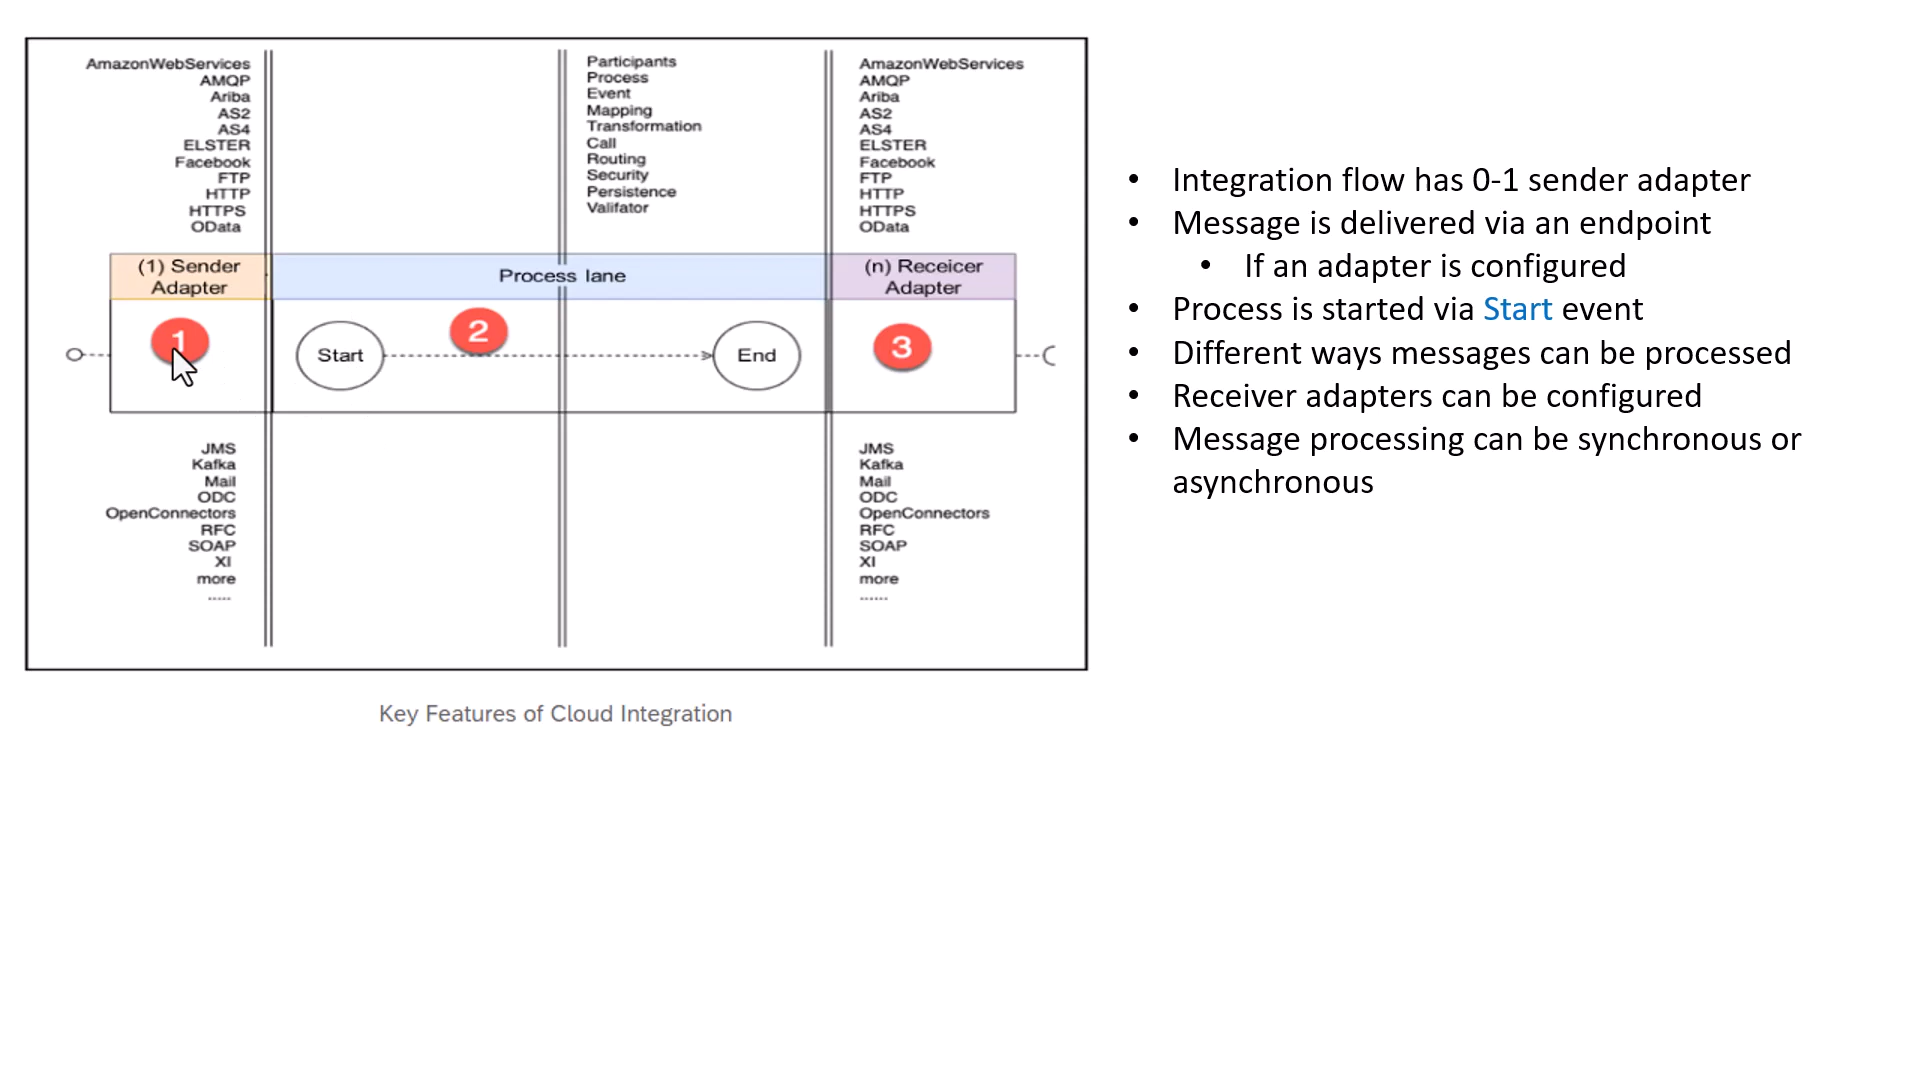 AmazonWebServices
AMQP
Ariba
AS2
AS4
ELSTER
Facebook
FTP
HTTP
HTTPS
OData
Participants
Process
Event
Mapping
Transformation
Call
Routing
Security
Persistence
Valifator
AmazonWebServices
AMQP
Ariba
AS2
AS4
ELSTER
Facebook
FTP
HTTP
HTTPS
OData
(1) Sender
Adapter
Process lane
(n) Receicer
Adapter
1
Start
2
End
3
JMS
Kafka
Mail
ODC
OpenConnectors
RFC
SOAP
XI
more
.....
JMS
Kafka
Mail
ODC
OpenConnectors
RFC
SOAP
XI
more
......
Key Features of Cloud Integration
• Integration flow has 0-1 sender adapter
• Message is delivered via an endpoint
• If an adapter is configured
• Process is started via Start event
• Different ways messages can be processed
• Receiver adapters can be configured
• Message processing can be synchronous or
asynchronous